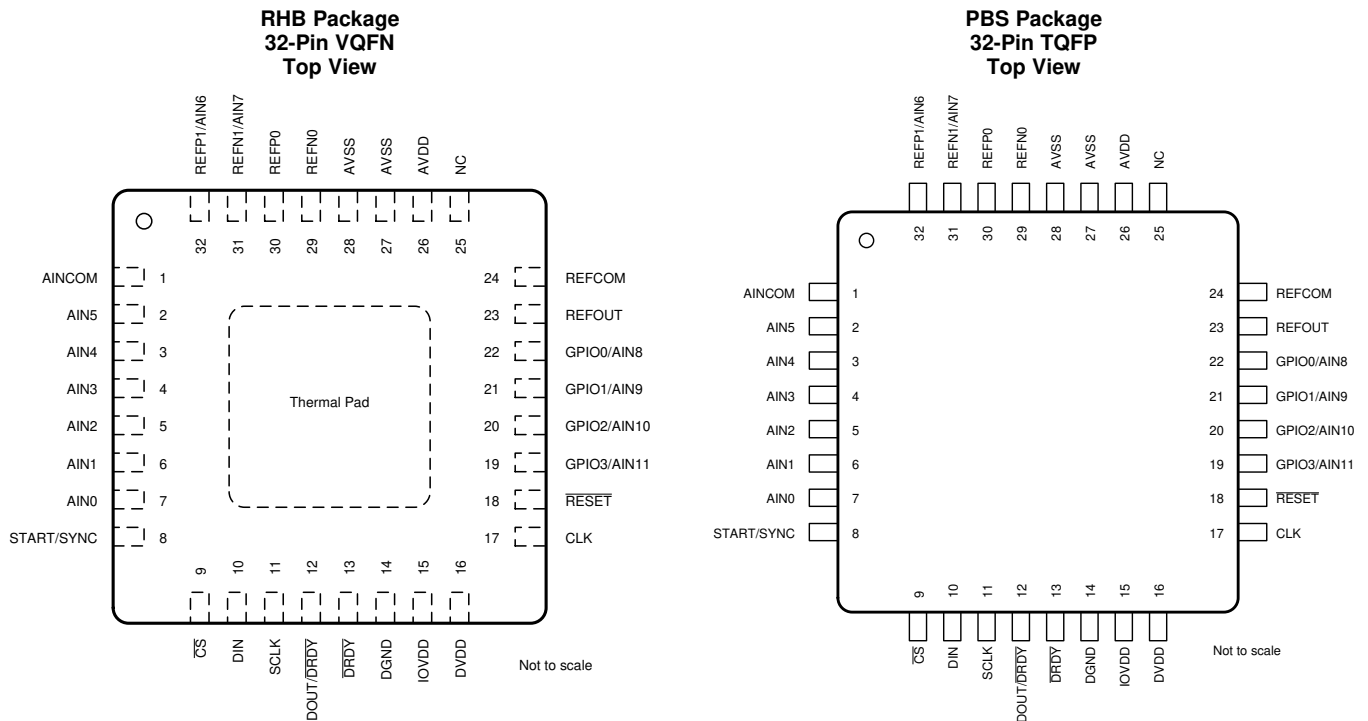 RHB Package
32-Pin VQFN
Top View
REFP1/AIN6
REFN1/AIN7
REFP0
REFN0
AVSS
AVSS
AVDD
NC
32
31
30
29
28
27
26
25
AINCOM 1
AIN5 2
AIN4 3
AIN3 4
AIN2 5
AIN1 6
AIN0 7
START/SYNC 8
Thermal Pad
24 REFCOM
23 REFOUT
22 GPIO0/AIN8
21 GPIO1/AIN9
20 GPIO2/AIN10
19 GPIO3/AIN11
18 R̅E̅S̅E̅T̅
17 CLK
9
10
11
12
13
14
15
16
C̅S̅
DIN
SCLK
DOUT/D̅R̅D̅Y̅
D̅R̅D̅Y̅
DGND
IOVDD
DVDD
Not to scale
PBS Package
32-Pin TQFP
Top View
REFP1/AIN6
REFN1/AIN7
REFP0
REFN0
AVSS
AVSS
AVDD
NC
32
31
30
29
28
27
26
25
AINCOM 1
AIN5 2
AIN4 3
AIN3 4
AIN2 5
AIN1 6
AIN0 7
START/SYNC 8
24 REFCOM
23 REFOUT
22 GPIO0/AIN8
21 GPIO1/AIN9
20 GPIO2/AIN10
19 GPIO3/AIN11
18 R̅E̅S̅E̅T̅
17 CLK
9
10
11
12
13
14
15
16
C̅S̅
DIN
SCLK
DOUT/D̅R̅D̅Y̅
D̅R̅D̅Y̅
DGND
IOVDD
DVDD
Not to scale